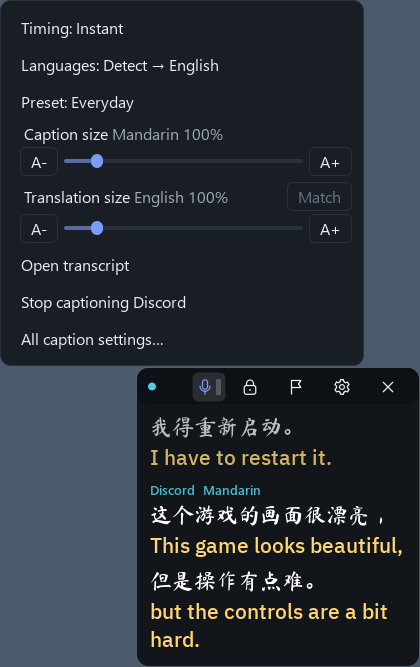 Timing: Instant
Languages: Detect → English
Preset: Everyday
Caption size Mandarin 100%
A- A+
Translation size English 100% Match
A- A+
Open transcript
Stop captioning Discord
All caption settings...
我得重新启动。
I have to restart it.
Discord Mandarin
这个游戏的画面很漂亮，
This game looks beautiful,
但是操作有点难。
but the controls are a bit
hard.